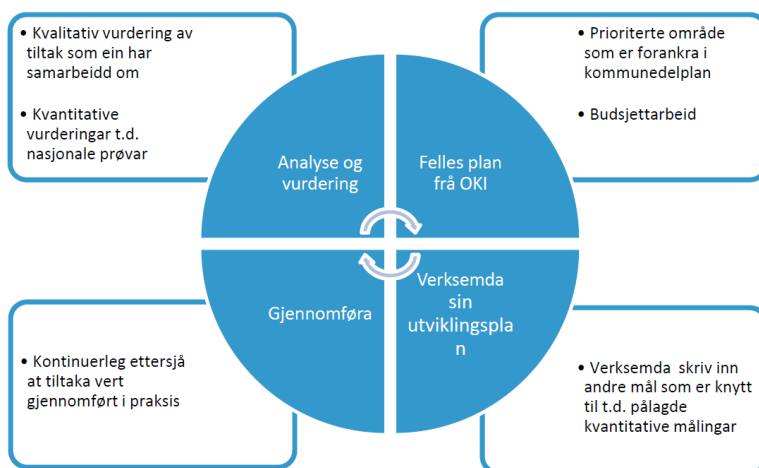 • Kvalitativ vurdering av
tiltak som ein har
samarbeidd om
• Kvantitative
vurderingar t.d.
nasjonale prøvar
• Prioriterte område
som er forankra i
kommunedelplan
• Budsjettarbeid
Analyse og
vurdering
Felles plan
frå OKI
Gjennomføra
Verksemda
sin
utviklingspla
n
• Kontinuerleg ettersjå
at tiltaka vert
gjennomført i praksis
• Verksemda skriv inn
andre mål som er knytt
til t.d. pålagde
kvantitative målingar